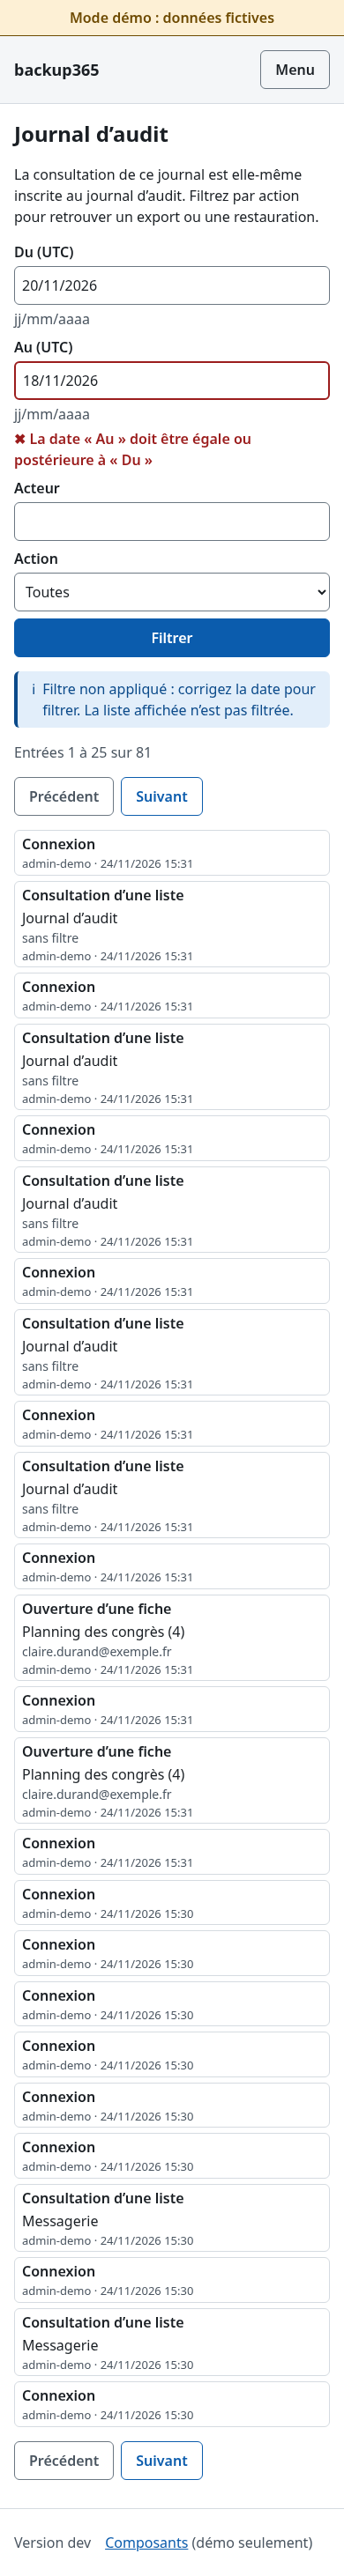 Mode démo : données fictives
backup365
Menu
Journal d’audit
La consultation de ce journal est elle-même
inscrite au journal d’audit. Filtrez par action
pour retrouver un export ou une restauration.
Du (UTC)
20/11/2026
jj/mm/aaaa
Au (UTC)
18/11/2026
jj/mm/aaaa
✖ La date « Au » doit être égale ou
postérieure à « Du »
Acteur
Action
Toutes
Filtrer
i Filtre non appliqué : corrigez la date pour
filtrer. La liste affichée n’est pas filtrée.
Entrées 1 à 25 sur 81
Précédent
Suivant
Connexion
admin-demo · 24/11/2026 15:31
Consultation d’une liste
Journal d’audit
sans filtre
admin-demo · 24/11/2026 15:31
Connexion
admin-demo · 24/11/2026 15:31
Consultation d’une liste
Journal d’audit
sans filtre
admin-demo · 24/11/2026 15:31
Connexion
admin-demo · 24/11/2026 15:31
Consultation d’une liste
Journal d’audit
sans filtre
admin-demo · 24/11/2026 15:31
Connexion
admin-demo · 24/11/2026 15:31
Consultation d’une liste
Journal d’audit
sans filtre
admin-demo · 24/11/2026 15:31
Connexion
admin-demo · 24/11/2026 15:31
Consultation d’une liste
Journal d’audit
sans filtre
admin-demo · 24/11/2026 15:31
Connexion
admin-demo · 24/11/2026 15:31
Ouverture d’une fiche
Planning des congrès (4)
claire.durand@exemple.fr
admin-demo · 24/11/2026 15:31
Connexion
admin-demo · 24/11/2026 15:31
Ouverture d’une fiche
Planning des congrès (4)
claire.durand@exemple.fr
admin-demo · 24/11/2026 15:31
Connexion
admin-demo · 24/11/2026 15:31
Connexion
admin-demo · 24/11/2026 15:30
Connexion
admin-demo · 24/11/2026 15:30
Connexion
admin-demo · 24/11/2026 15:30
Connexion
admin-demo · 24/11/2026 15:30
Connexion
admin-demo · 24/11/2026 15:30
Connexion
admin-demo · 24/11/2026 15:30
Consultation d’une liste
Messagerie
admin-demo · 24/11/2026 15:30
Connexion
admin-demo · 24/11/2026 15:30
Consultation d’une liste
Messagerie
admin-demo · 24/11/2026 15:30
Connexion
admin-demo · 24/11/2026 15:30
Précédent
Suivant
Version dev Composants (démo seulement)